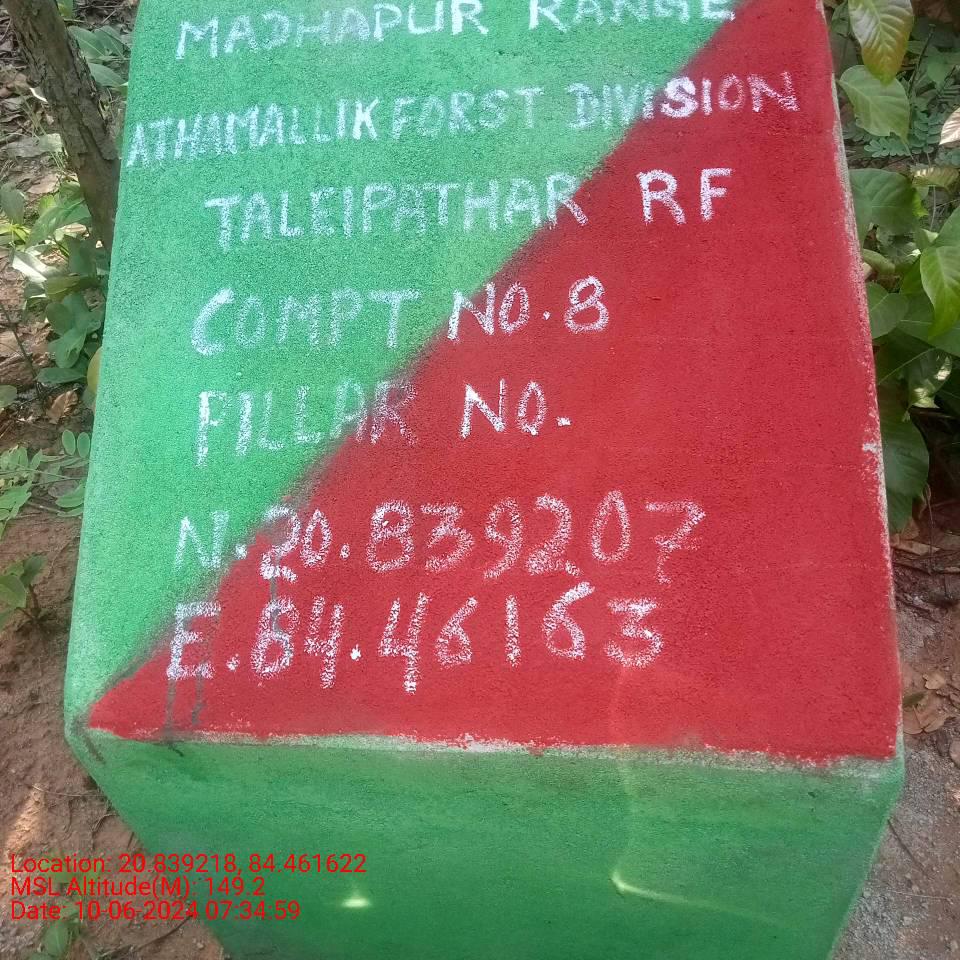 MADHAPUR RANGE
ATHAMALLIK FORST DIVISION
TALEIPATHAR RF
COMPT NO.8
PILLAR NO.
N.20.839207
E.84.46163
Location: 20.839218, 84.461622
MSL Altitude(M): 149.2
Date: 10-06-2024 07:34:59